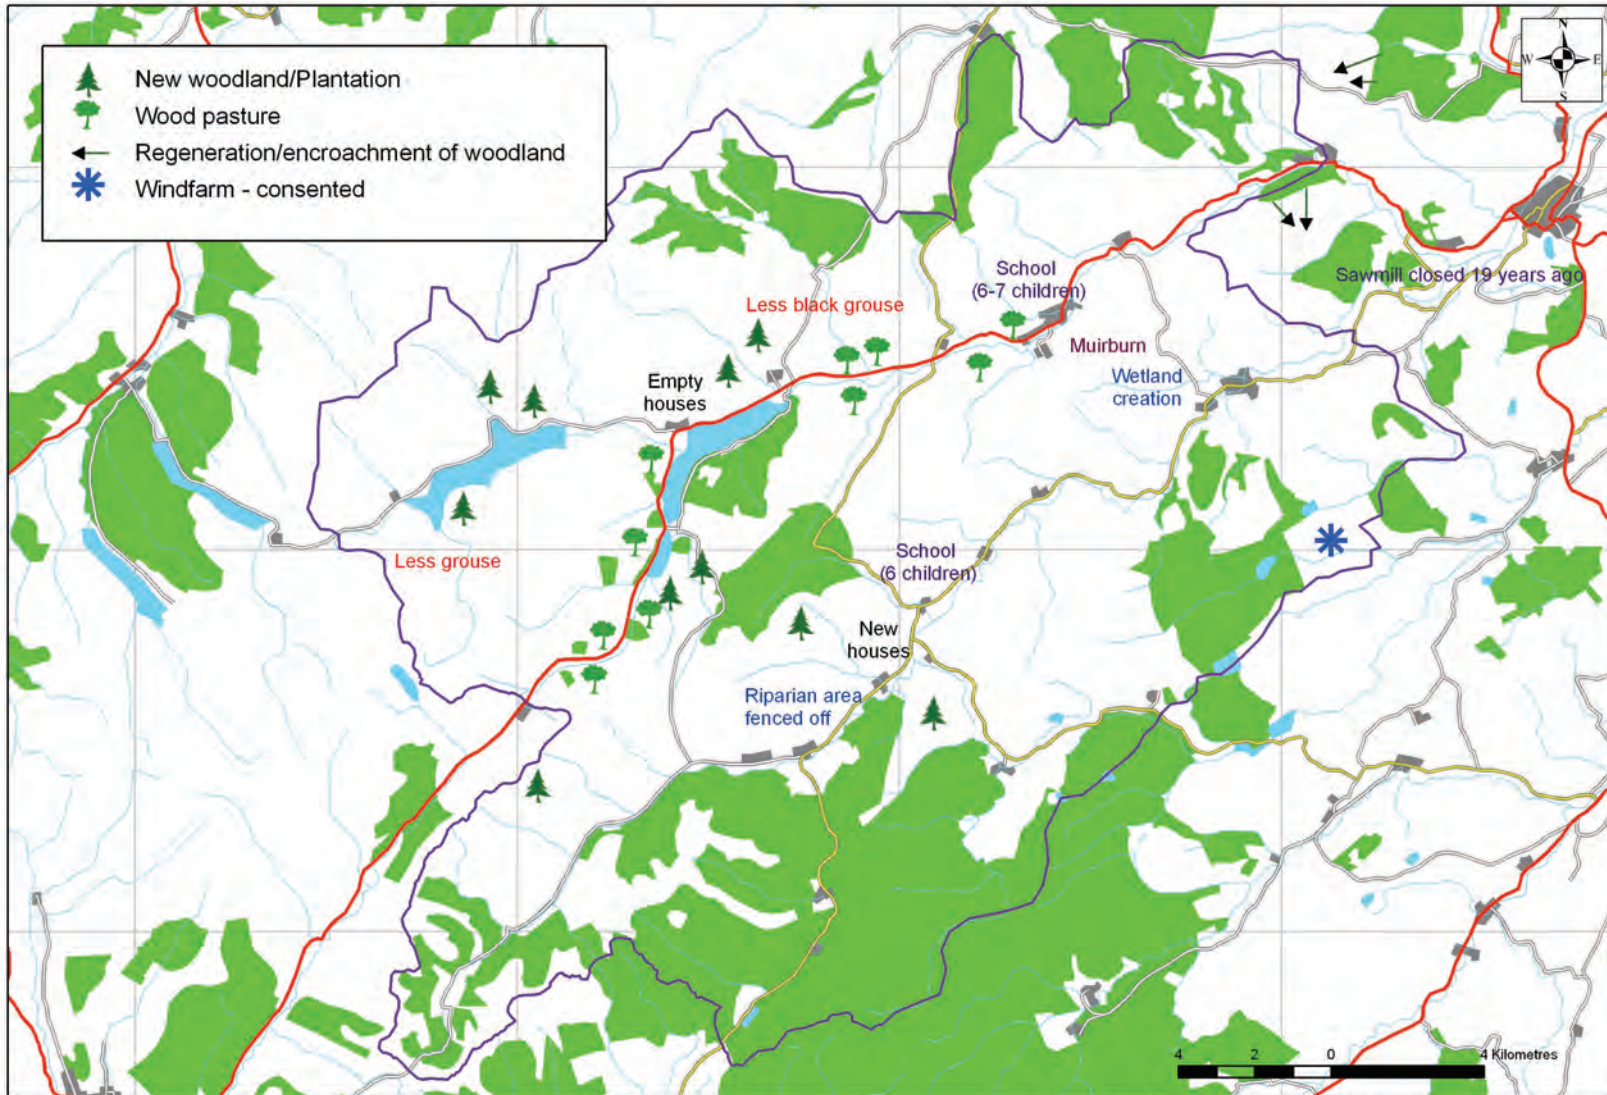 New woodland/Plantation
Wood pasture
Regeneration/encroachment of woodland
Windfarm - consented
N
W
E
S
School
(6-7 children)
Sawmill closed 19 years ago
Less black grouse
Muirburn
Empty
houses
Wetland
creation
Less grouse
School
(6 children)
New
houses
Riparian area
fenced off
4 2 0 4 Kilometres